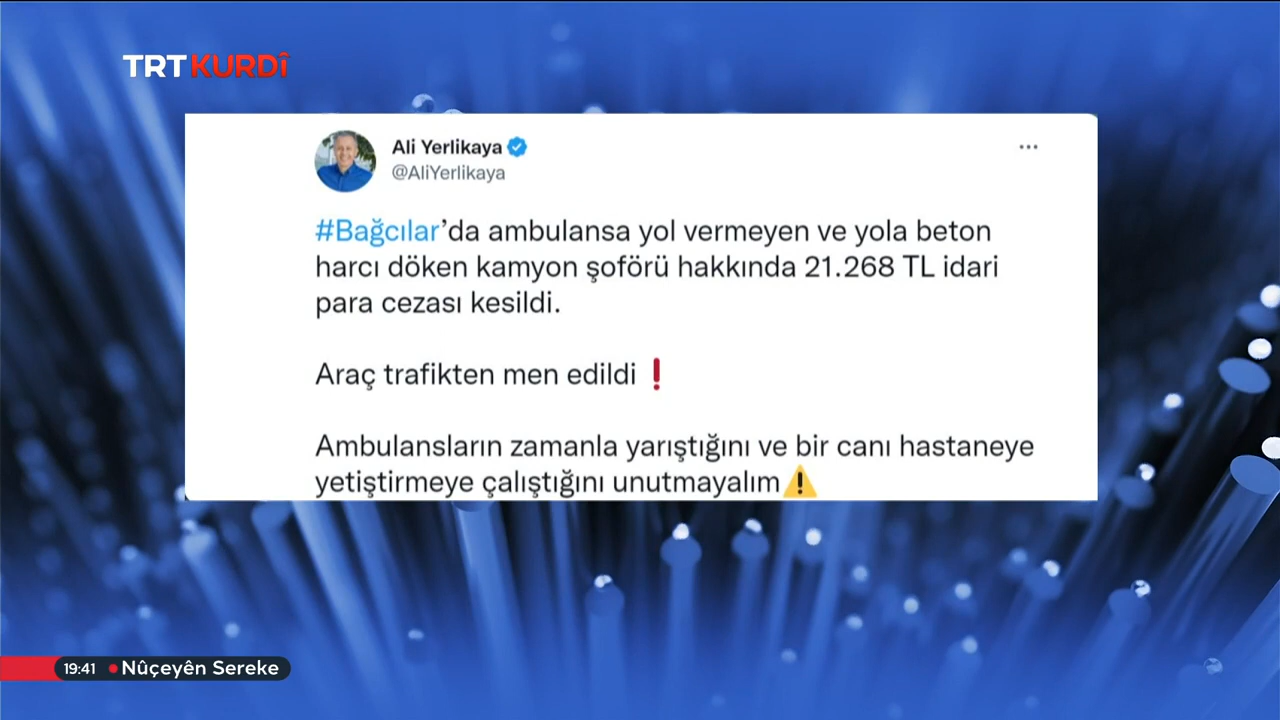 TRT KURDÎ
Ali Yerlikaya
@AliYerlikaya
#Bağcılar’da ambulansa yol vermeyen ve yola beton
harcı döken kamyon şoförü hakkında 21.268 TL idari
para cezası kesildi.
Araç trafikten men edildi❗
Ambulansların zamanla yarıştığını ve bir canı hastaneye
yetiştirmeye çalıştığını unutmayalım⚠️
19:41 Nûçeyên Sereke